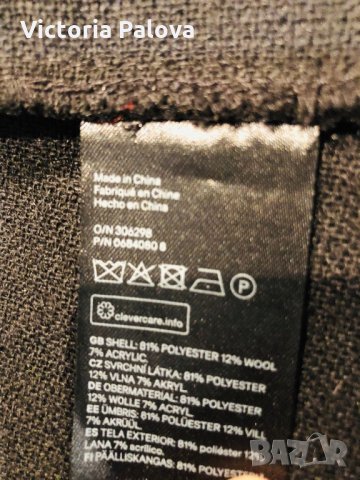 Victoria Palova
Made in China
Fabriqué en Chine
Hecho en China
O/N 306298
P/N 0684080 8
P
clevercare.info
GB SHELL: 81% POLYESTER 12% WOOL
7% ACRYLIC.
CZ SVRCHNÍ LÁTKA: 81% POLYESTER
12% VLNA 7% AKRYL.
DE OBERMATERIAL: 81% POLYESTER
12% WOLLE 7% ACRYL.
EE ÜMBRIS: 81% POLÜESTER 12% VILL
7% AKRÜÜL.
ES TELA EXTERIOR: 81% poliéster 12%
LANA 7% acrílico.
FI PÄÄLLISKANGAS: 81%
BAZAR